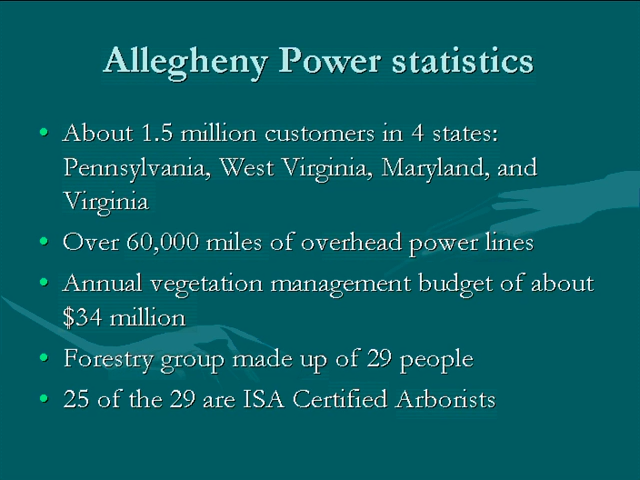 Allegheny Power statistics
• About 1.5 million customers in 4 states:
Pennsylvania, West Virginia, Maryland, and
Virginia
• Over 60,000 miles of overhead power lines
• Annual vegetation management budget of about
$34 million
• Forestry group made up of 29 people
• 25 of the 29 are ISA Certified Arborists